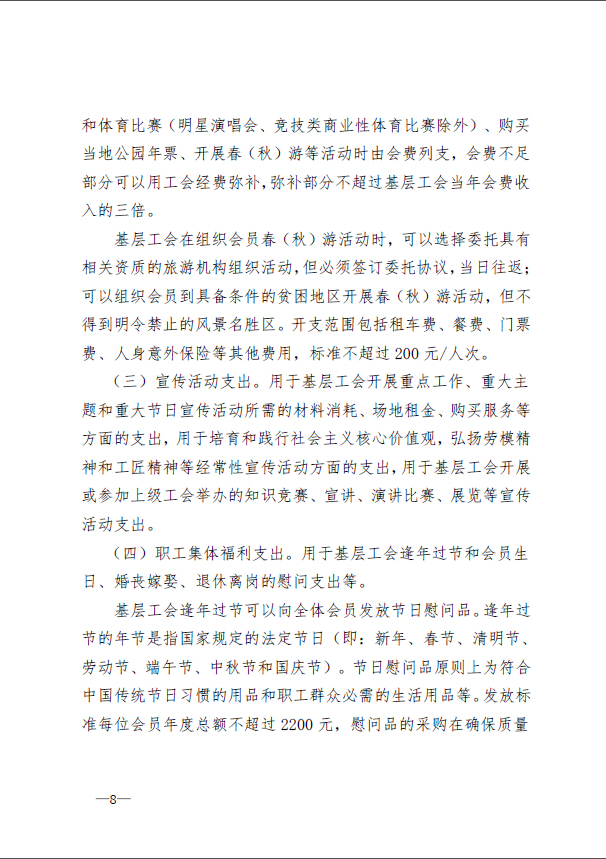 和体育比赛（明星演唱会、竞技类商业性体育比赛除外）、购买
当地公园年票、开展春（秋）游等活动时由会费列支，会费不足
部分可以用工会经费弥补，弥补部分不超过基层工会当年会费收
入的三倍。
基层工会在组织会员春（秋）游活动时，可以选择委托具有
相关资质的旅游机构组织活动，但必须签订委托协议，当日往返；
可以组织会员到具备条件的贫困地区开展春（秋）游活动，但不
得到明令禁止的风景名胜区。开支范围包括租车费、餐费、门票
费、人身意外保险等其他费用，标准不超过 200 元/人次。
（三）宣传活动支出。用于基层工会开展重点工作、重大主
题和重大节日宣传活动所需的材料消耗、场地租金、购买服务等
方面的支出，用于培育和践行社会主义核心价值观，弘扬劳模精
神和工匠精神等经常性宣传活动方面的支出，用于基层工会开展
或参加上级工会举办的知识竞赛、宣讲、演讲比赛、展览等宣传
活动支出。
（四）职工集体福利支出。用于基层工会逢年过节和会员生
日、婚丧嫁娶、退休离岗的慰问支出等。
基层工会逢年过节可以向全体会员发放节日慰问品。逢年过
节的年节是指国家规定的法定节日（即：新年、春节、清明节、
劳动节、端午节、中秋节和国庆节）。节日慰问品原则上为符合
中国传统节日习惯的用品和职工群众必需的生活用品等。发放标
准每位会员年度总额不超过 2200 元，慰问品的采购在确保质量
—8—